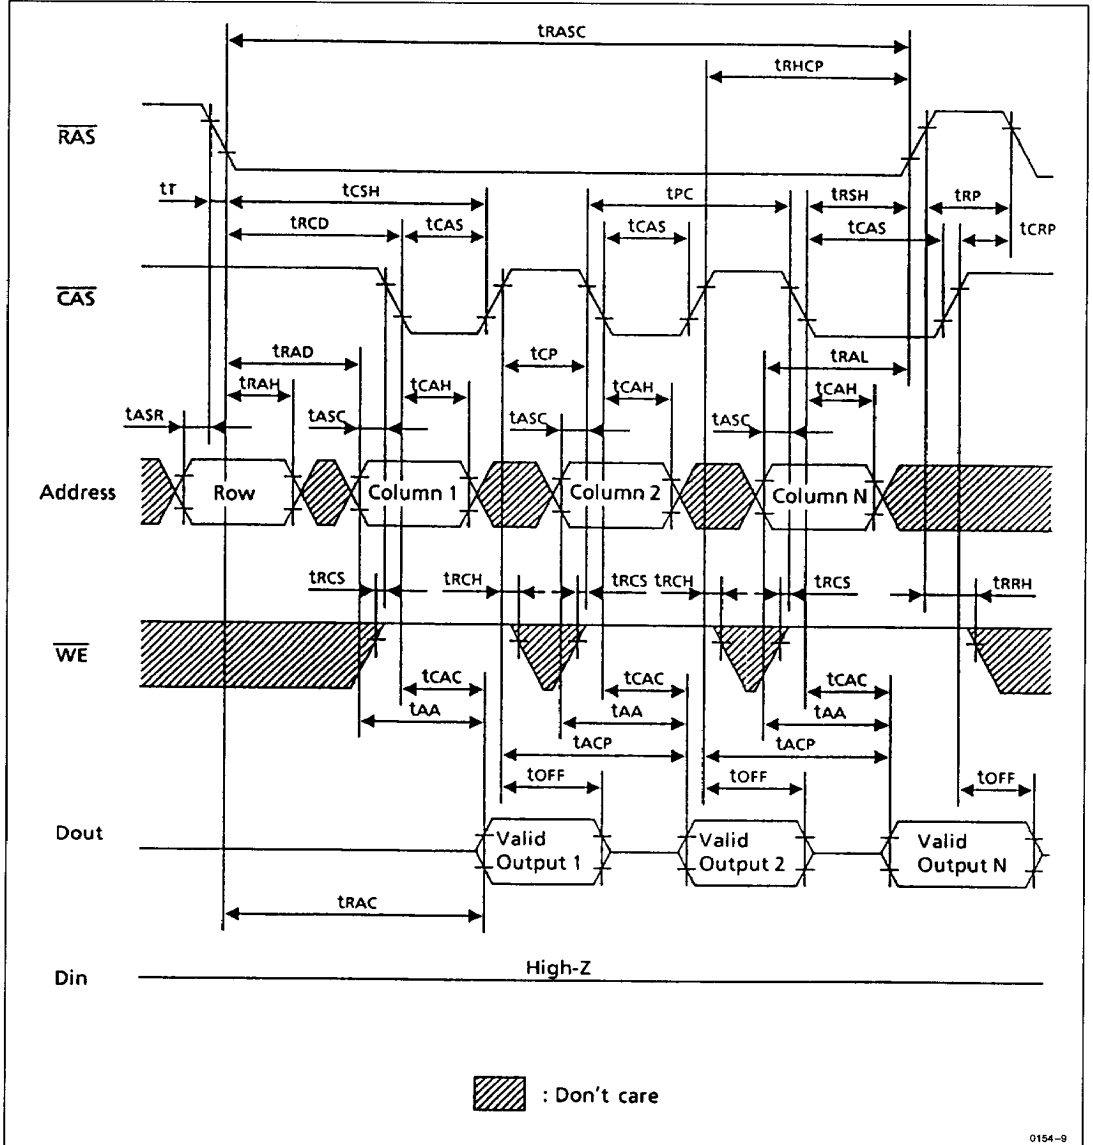 tRASC
tRHCP
RAS
tT
tCSH
tPC
tRSH
tRP
tRCD
tCAS
tCAS
tCAS
tCRP
CAS
tRAD
tCP
tRAL
tRAH
tCAH
tCAH
tCAH
tASR
tASC
tASC
tASC
Address
Row
Column 1
Column 2
Column N
tRCS
tRCH
tRCS
tRCH
tRCS
tRRH
WE
tCAC
tCAC
tCAC
tAA
tAA
tAA
tACP
tACP
tOFF
tOFF
tOFF
Dout
Valid
Output 1
Valid
Output 2
Valid
Output N
tRAC
Din
High-Z
: Don't care
0154-9